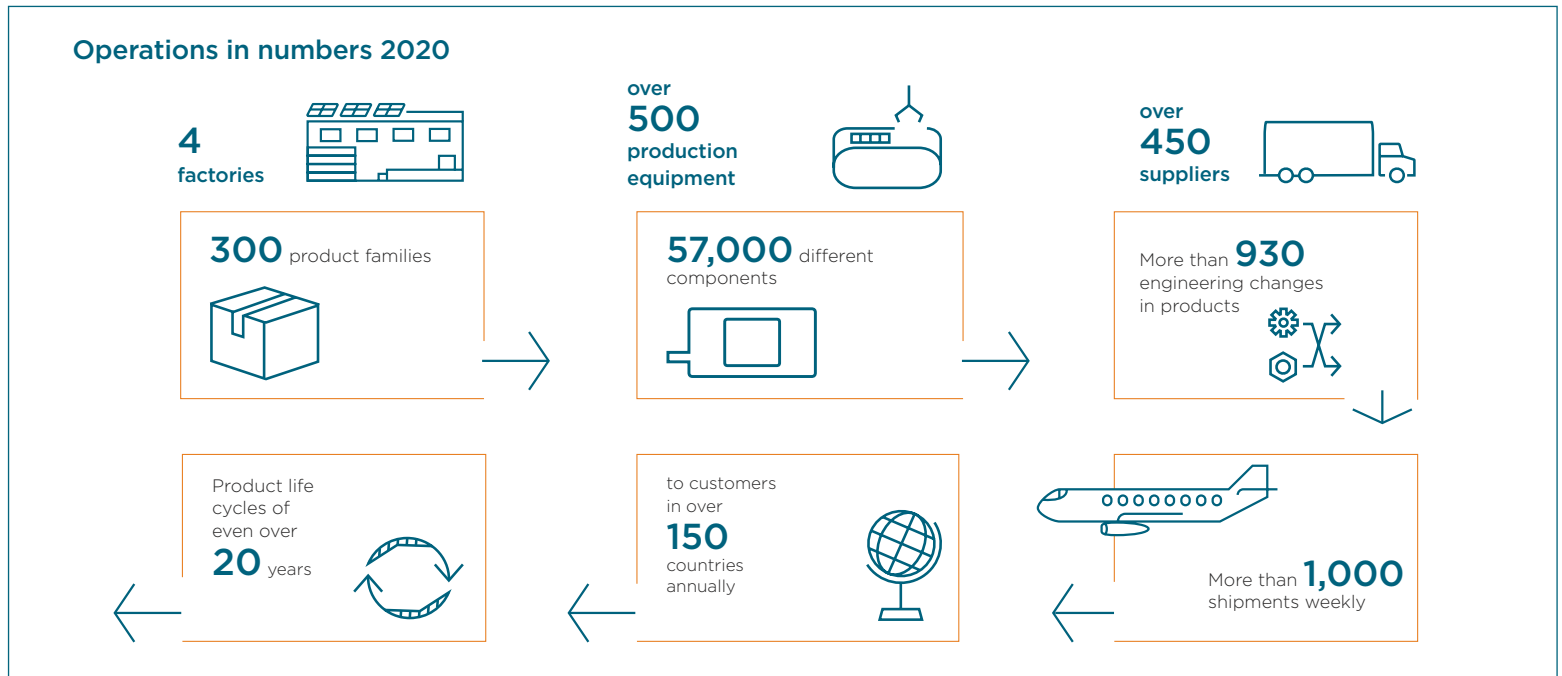 Operations in numbers 2020
4
factories
over
500
production
equipment
over
450
suppliers
300 product families
57,000 different
components
More than 930
engineering changes
in products
More than 1,000
shipments weekly
to customers
in over
150
countries
annually
Product life
cycles of
even over
20 years